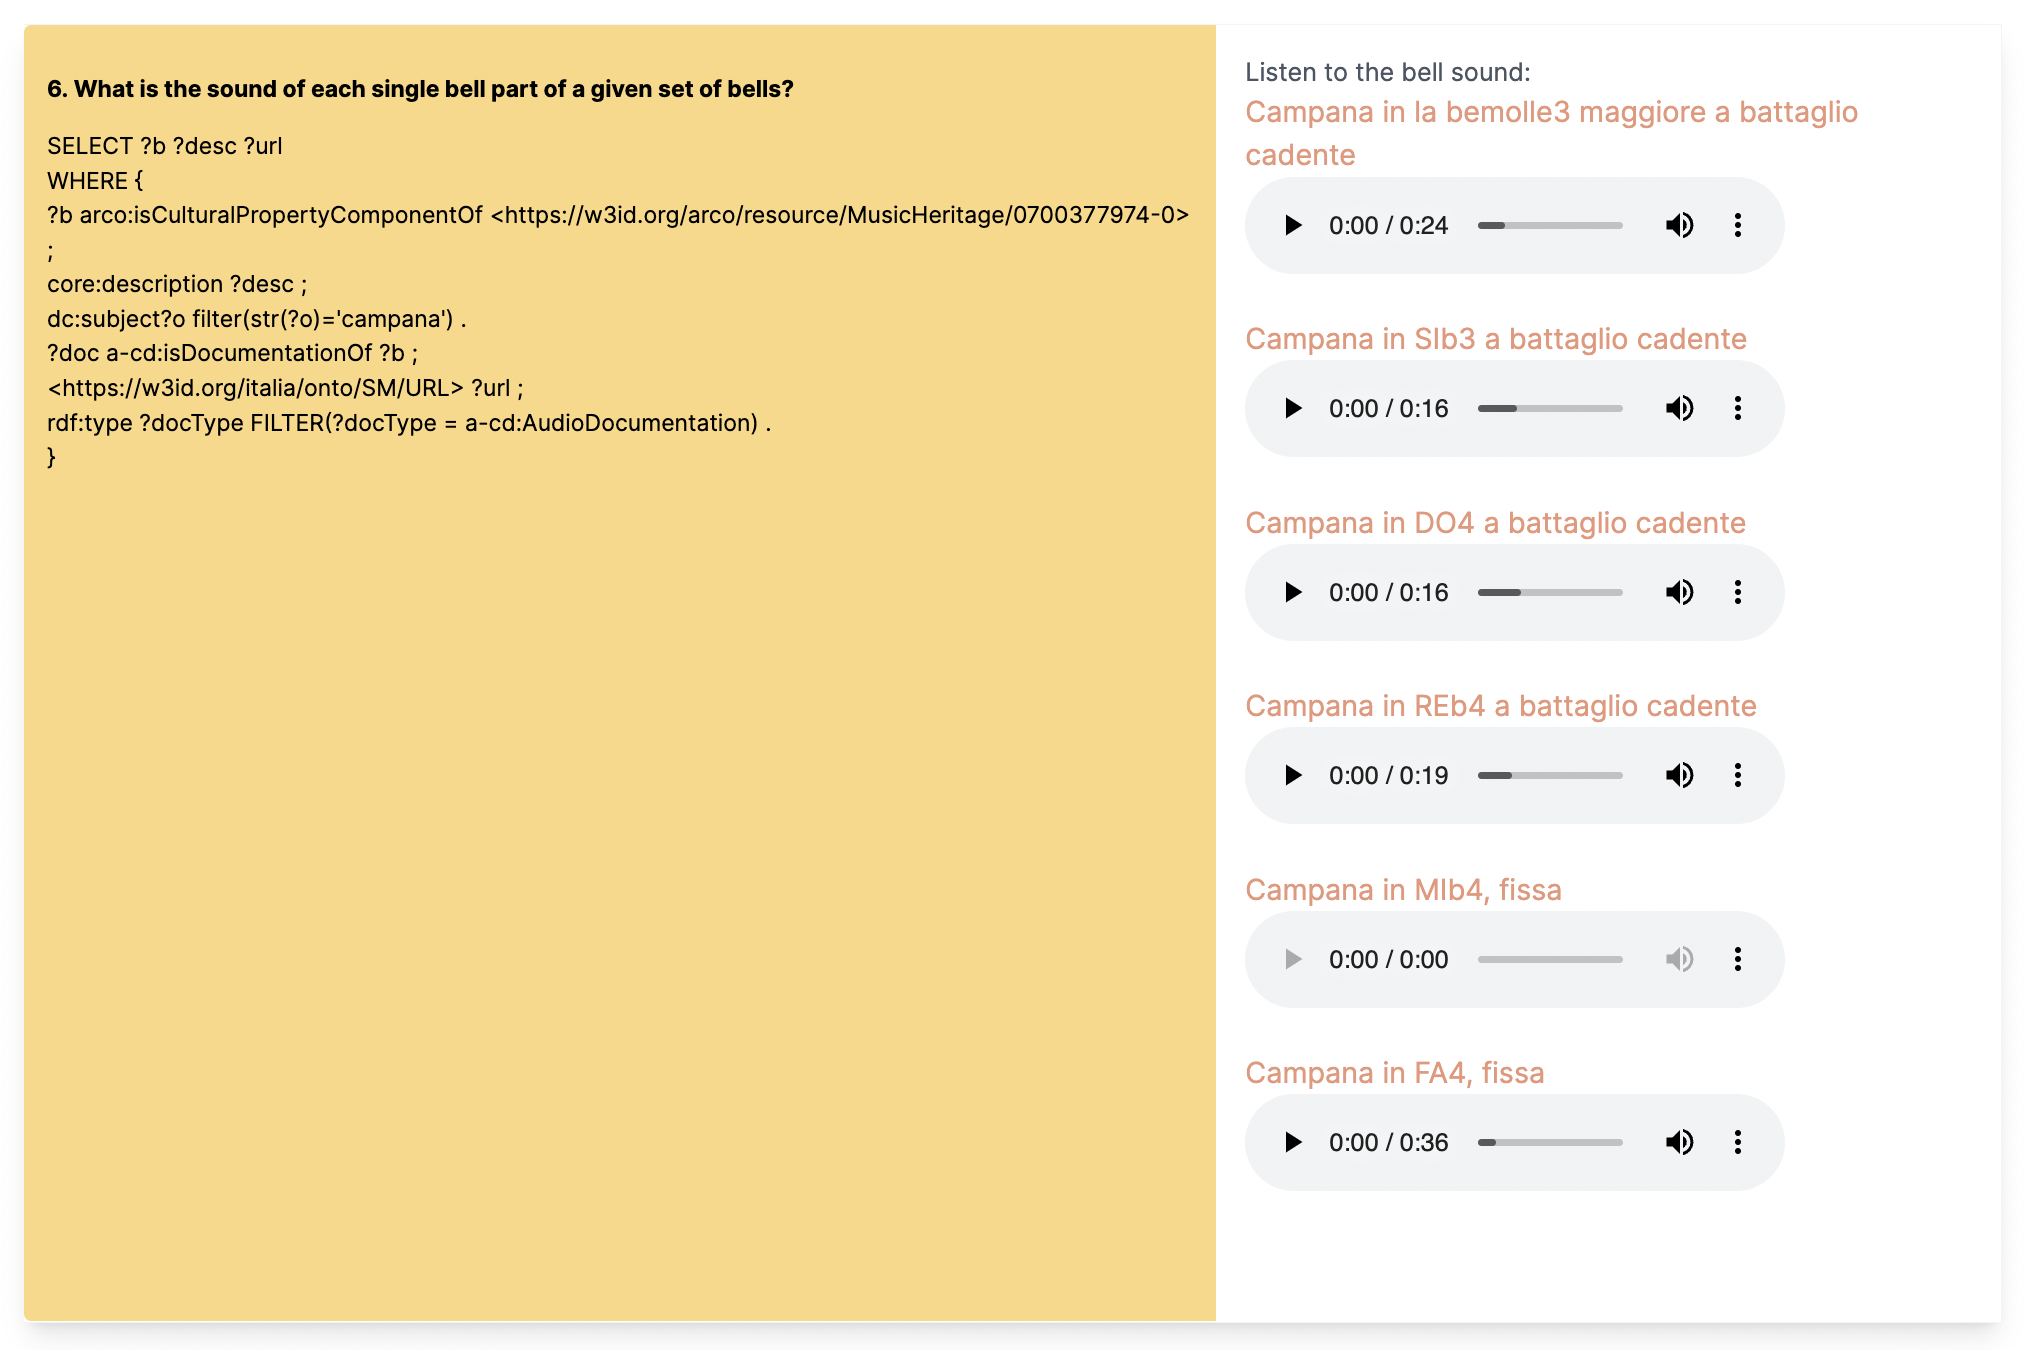 6. What is the sound of each single bell part of a given set of bells?
SELECT ?b ?desc ?url
WHERE {
?b arco:isCulturalPropertyComponentOf <https://w3id.org/arco/resource/MusicHeritage/0700377974-0>
;
core:description ?desc ;
dc:subject?o filter(str(?o)='campana') .
?doc a-cd:isDocumentationOf ?b ;
<https://w3id.org/italia/onto/SM/URL> ?url ;
rdf:type ?docType FILTER(?docType = a-cd:AudioDocumentation) .
}
Listen to the bell sound:
Campana in la bemolle3 maggiore a battaglio
cadente
0:00 / 0:24
Campana in SIb3 a battaglio cadente
0:00 / 0:16
Campana in DO4 a battaglio cadente
0:00 / 0:16
Campana in REb4 a battaglio cadente
0:00 / 0:19
Campana in MIb4, fissa
0:00 / 0:00
Campana in FA4, fissa
0:00 / 0:36